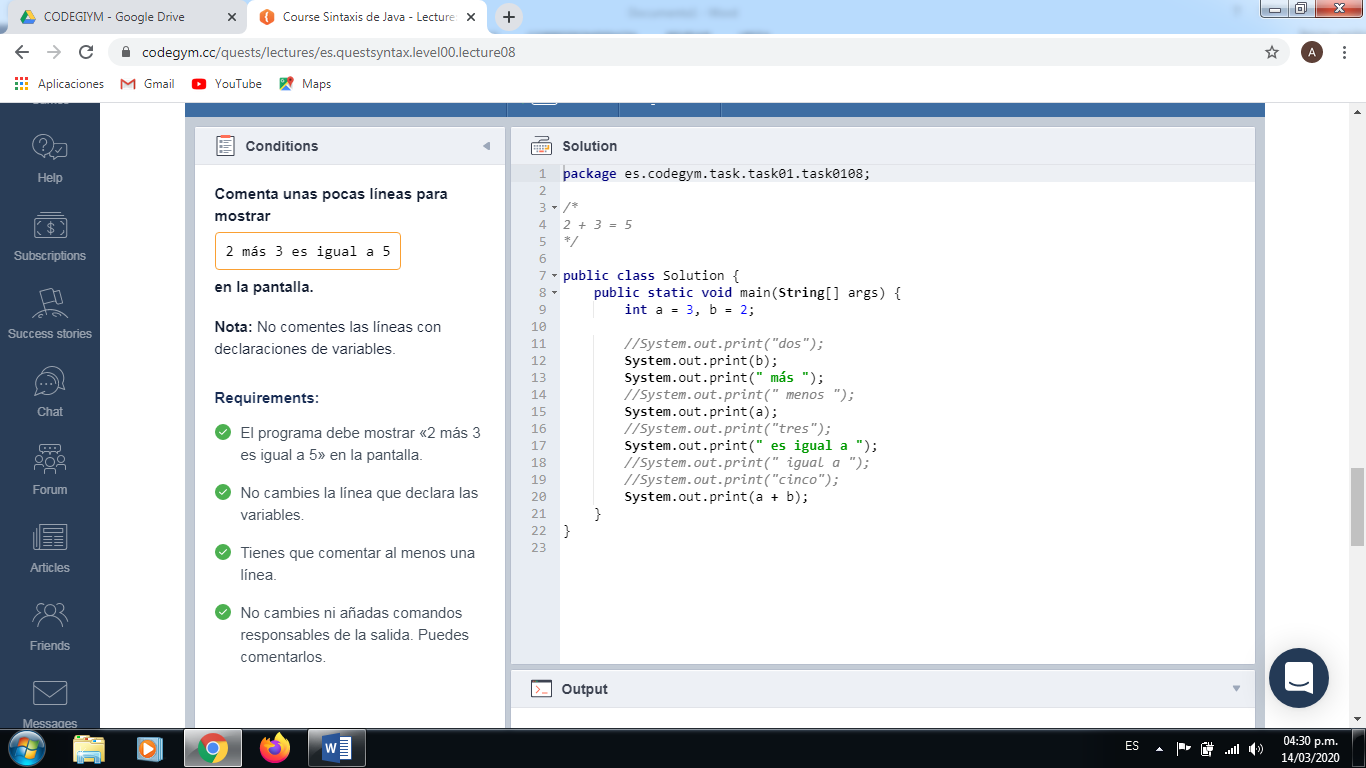 CODEGIYM - Google Drive
Course Sintaxis de Java - Lecture
codegym.cc/quests/lectures/es.questsyntax.level00.lecture08
A
Aplicaciones
Gmail
YouTube
Maps
Help
Subscriptions
Success stories
Chat
Forum
Articles
Friends
Messages
Conditions
Comenta unas pocas líneas para
mostrar
2 más 3 es igual a 5
en la pantalla.
Nota: No comentes las líneas con
declaraciones de variables.
Requirements:
El programa debe mostrar «2 más 3
es igual a 5» en la pantalla.
No cambies la línea que declara las
variables.
Tienes que comentar al menos una
línea.
No cambies ni añadas comandos
responsables de la salida. Puedes
comentarlos.
Solution
1 package es.codegym.task.task01.task0108;
2
3 /*
4 2 + 3 = 5
5 */
6
7 public class Solution {
8 public static void main(String[] args) {
9 int a = 3, b = 2;
10
11 //System.out.print("dos");
12 System.out.print(b);
13 System.out.print(" más ");
14 //System.out.print(" menos ");
15 System.out.print(a);
16 //System.out.print("tres");
17 System.out.print(" es igual a ");
18 //System.out.print(" igual a ");
19 //System.out.print("cinco");
20 System.out.print(a + b);
21 }
22 }
23
Output
ES
04:30 p.m.
14/03/2020